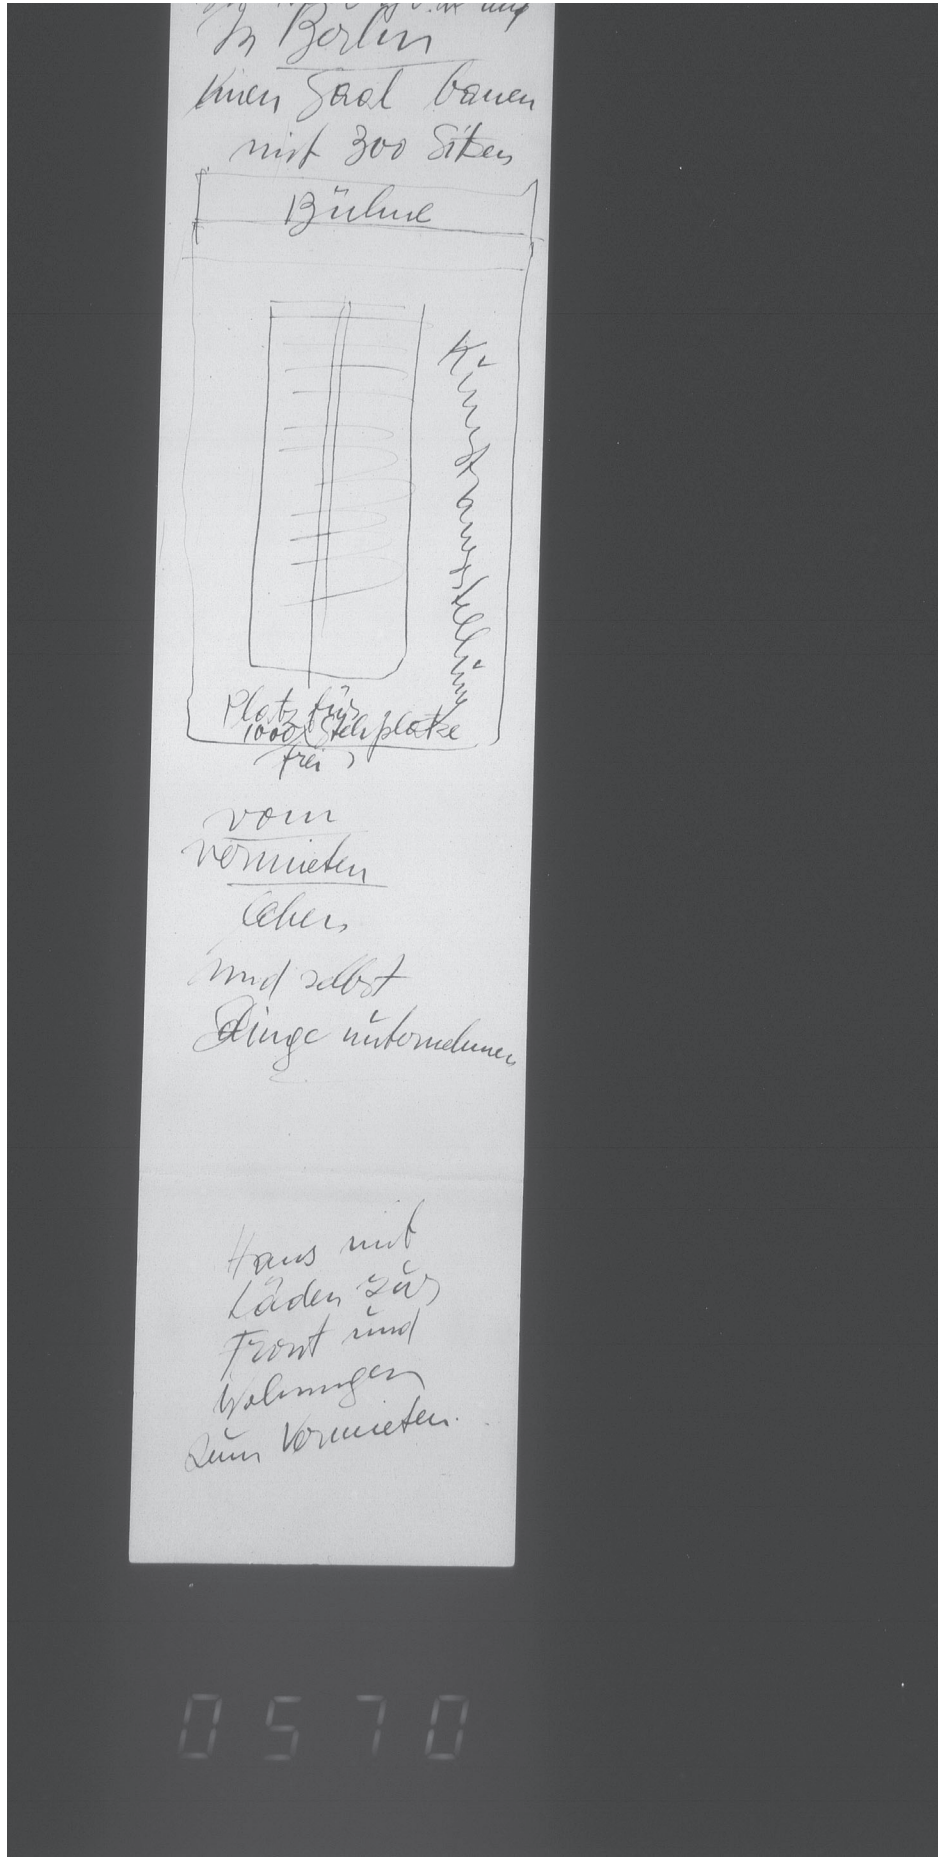 In Berlin
einen Saal bauen
mit 300 Sitzen
Bühne
Kunstausstellung
Platz für
1000 Stehplätze
frei
vom
vermieten
leben
und selbst
Dinge unternehmen
Haus mit
Läden zur
Front und
Wohnungen
zum Vermieten.
0570